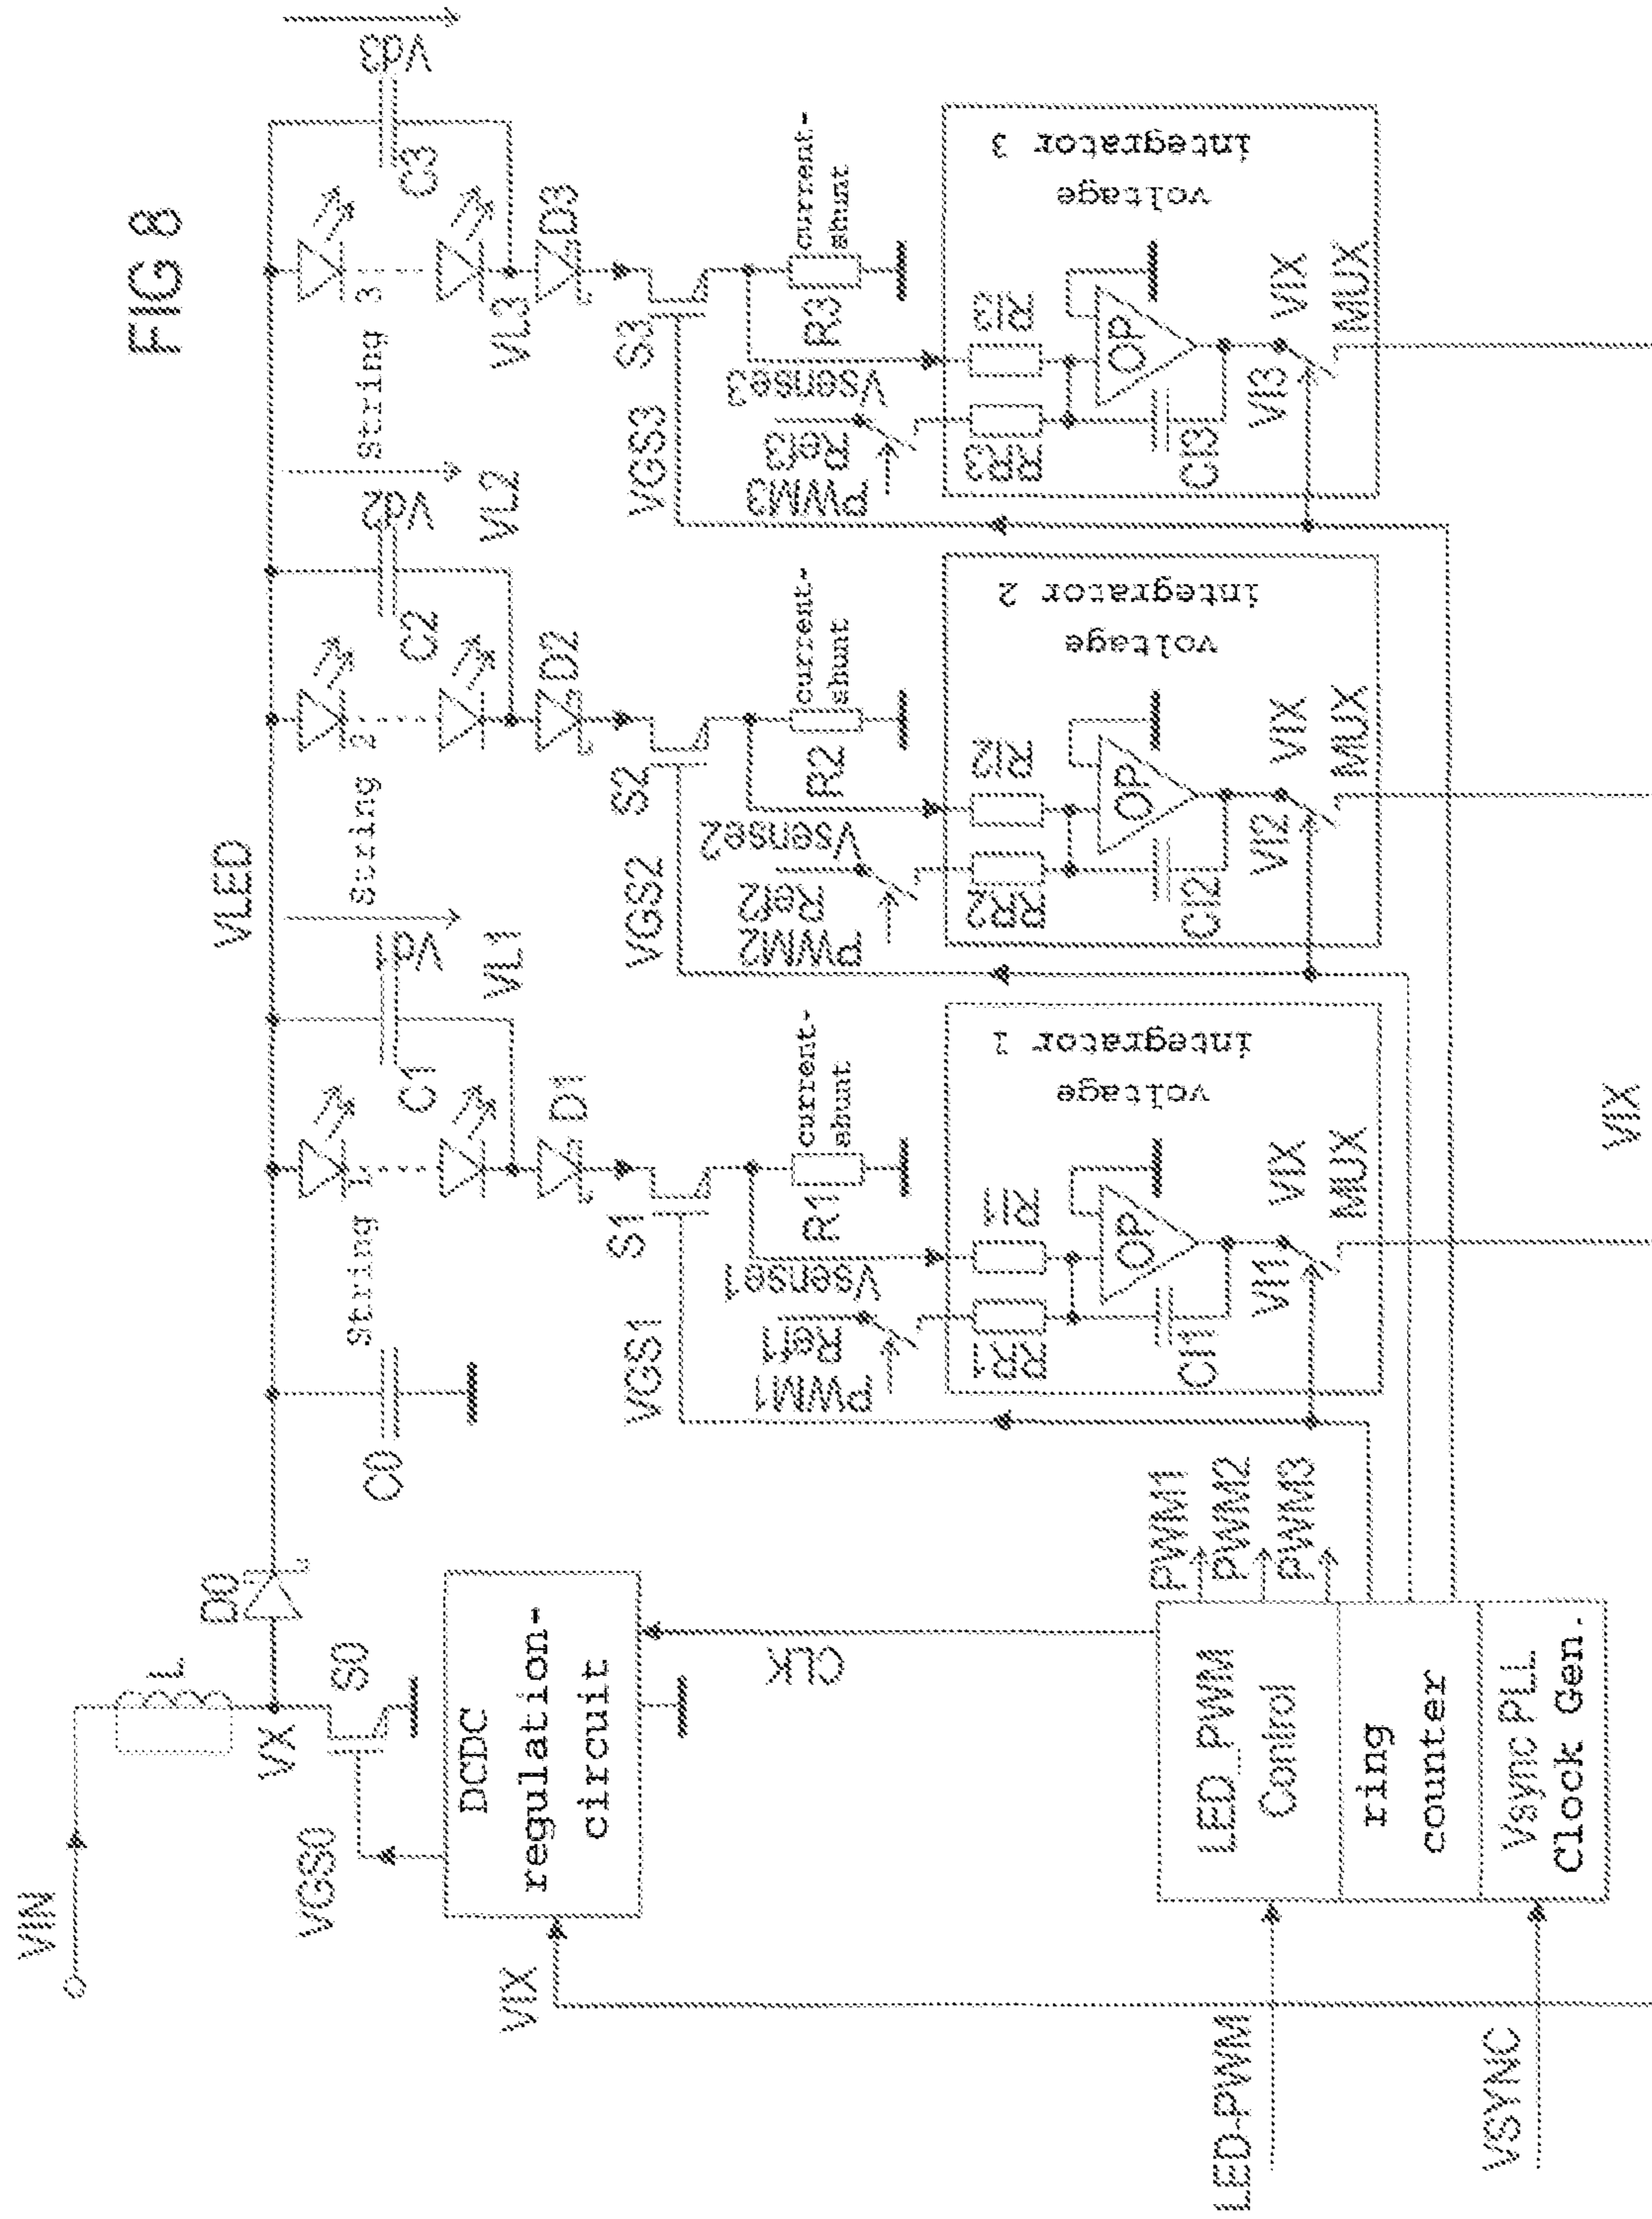 FIG 8
VIN
L
VX
D0
S0
VGS0
DCDC
regulation-
circuit
VIX
CLK
C0
VLED
String 1
C1
Vd1
VL1
D1
S1
VGS1
R1
current-
shunt
Vsense1
Ref1
PWM1
RR1
RI1
OP
CI1
VI1
VIX
MUX
voltage
integrator 1
String 2
C2
Vd2
VL2
D2
S2
VGS2
R2
current-
shunt
Vsense2
Ref2
PWM2
RR2
RI2
OP
CI2
VI2
VIX
MUX
voltage
integrator 2
String 3
C3
Vd3
VL3
D3
S3
VGS3
R3
current-
shunt
Vsense3
Ref3
PWM3
RR3
RI3
OP
CI3
VI3
VIX
MUX
voltage
integrator 3
LED-PWM
VSYNC
LED_PWM
Control
ring
counter
Vsync PLL
Clock Gen.
PWM1
PWM2
PWM3
VIX